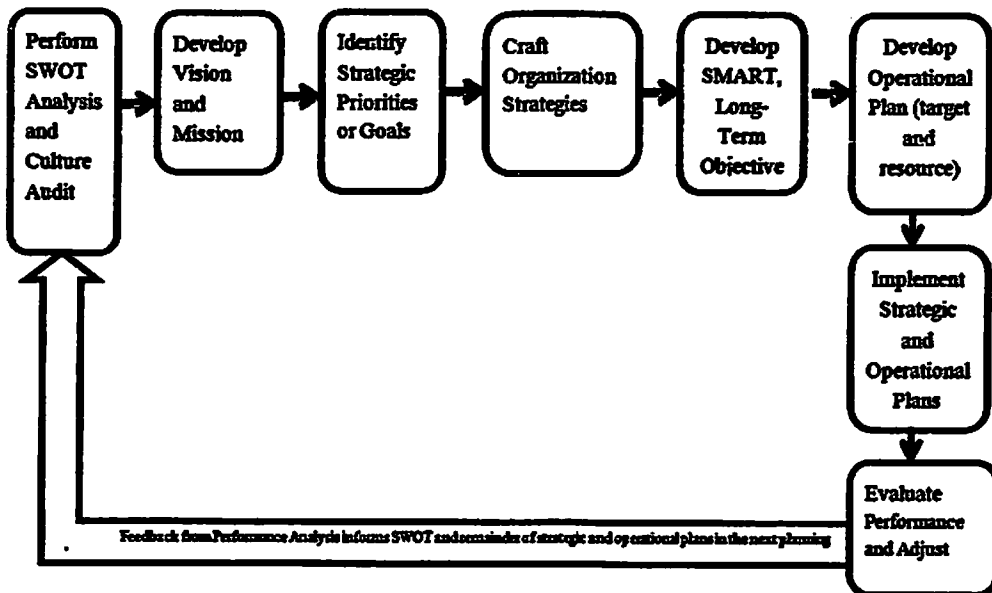 Perform
SWOT
Analysis
and
Culture
Audit
Develop
Vision
and
Mission
Identify
Strategic
Priorities
or Goals
Craft
Organization
Strategies
Develop
SMART,
Long-
Term
Objective
Develop
Operational
Plan (target
and
resource)
Implement
Strategic
and
Operational
Plans
Evaluate
Performance
and Adjust
Feedback from Performance Analysis informs SWOT and remainder of strategic and operational plans in the next planning